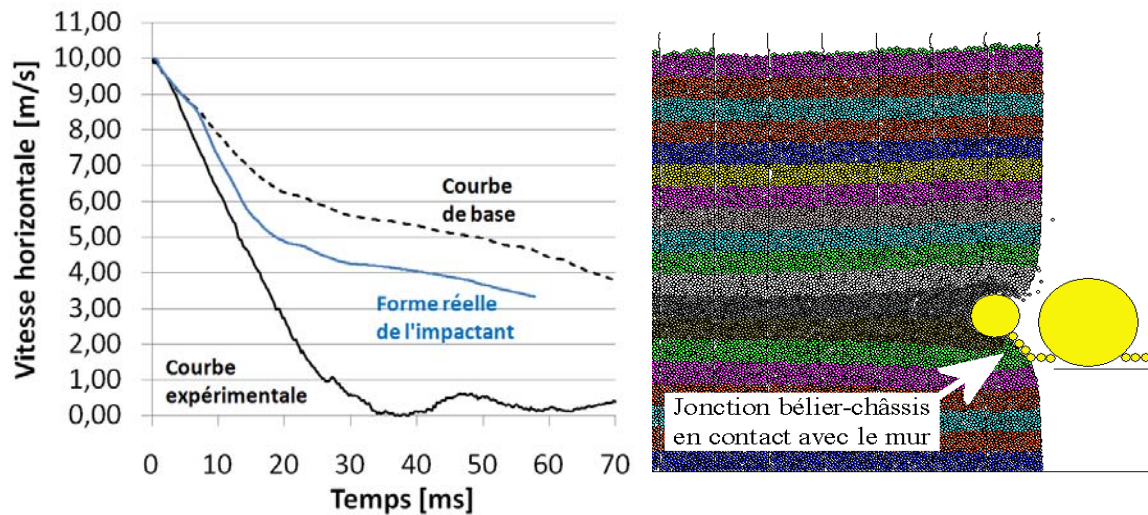 Vitesse horizontale [m/s]
11,00
10,00
9,00
8,00
7,00
6,00
5,00
4,00
3,00
2,00
1,00
0,00
Courbe
de base
Forme réelle
de l'impactant
Courbe
expérimentale
0
10
20
30
40
50
60
70
Temps [ms]
Jonction bélier-châssis
en contact avec le mur